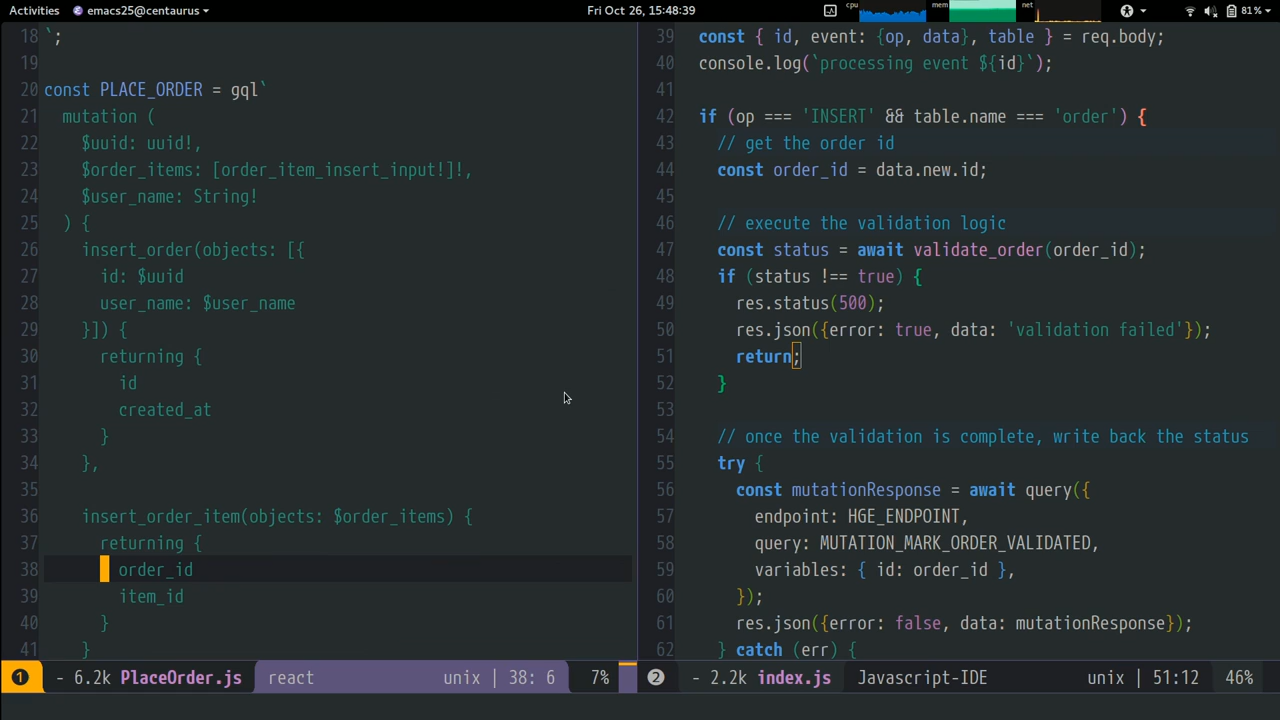 Activities emacs25@centaurus Fri Oct 26, 15:48:39 cpu mem net 81%
18 `;
19
20 const PLACE_ORDER = gql`
21 mutation (
22 $uuid: uuid!,
23 $order_items: [order_item_insert_input!]!,
24 $user_name: String!
25 ) {
26 insert_order(objects: [{
27 id: $uuid
28 user_name: $user_name
29 }]) {
30 returning {
31 id
32 created_at
33 }
34 },
35
36 insert_order_item(objects: $order_items) {
37 returning {
38 order_id
39 item_id
40 }
41 }
1 - 6.2k PlaceOrder.js react unix | 38: 6 7%
39 const { id, event: {op, data}, table } = req.body;
40 console.log(`processing event ${id}`);
41
42 if (op === 'INSERT' && table.name === 'order') {
43 // get the order id
44 const order_id = data.new.id;
45
46 // execute the validation logic
47 const status = await validate_order(order_id);
48 if (status !== true) {
49 res.status(500);
50 res.json({error: true, data: 'validation failed'});
51 return;
52 }
53
54 // once the validation is complete, write back the status
55 try {
56 const mutationResponse = await query({
57 endpoint: HGE_ENDPOINT,
58 query: MUTATION_MARK_ORDER_VALIDATED,
59 variables: { id: order_id },
60 });
61 res.json({error: false, data: mutationResponse});
62 } catch (err) {
2 - 2.2k index.js Javascript-IDE unix | 51:12 46%